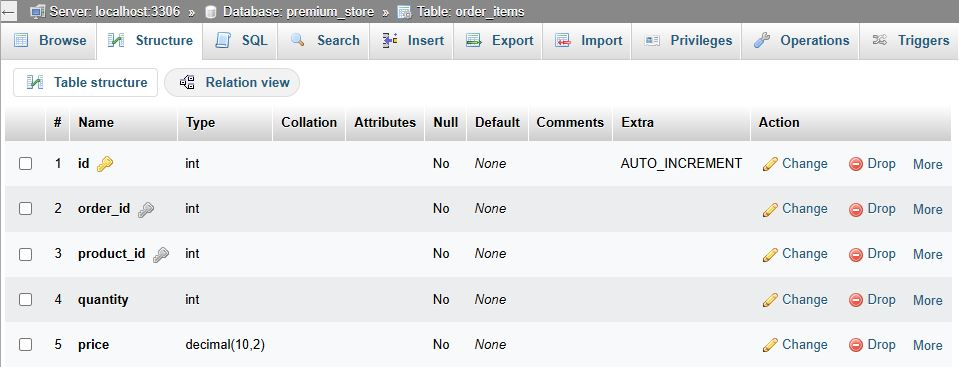 ← Server: localhost:3306 » Database: premium_store » Table: order_items
Browse Structure SQL Search Insert Export Import Privileges Operations Triggers
Table structure Relation view
# Name Type Collation Attributes Null Default Comments Extra Action
1 id int No None AUTO_INCREMENT Change Drop More
2 order_id int No None Change Drop More
3 product_id int No None Change Drop More
4 quantity int No None Change Drop More
5 price decimal(10,2) No None Change Drop More